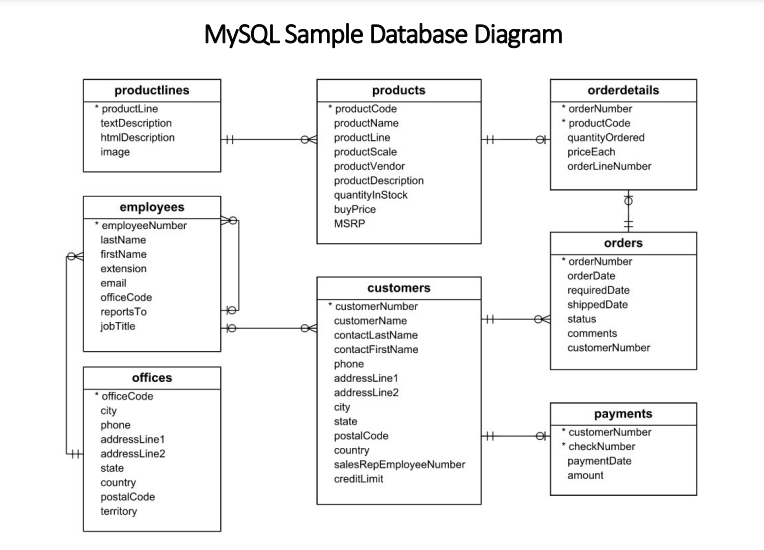 MySQL Sample Database Diagram
productlines
* productLine
textDescription
htmlDescription
image
products
* productCode
productName
productLine
productScale
productVendor
productDescription
quantityInStock
buyPrice
MSRP
orderdetails
* orderNumber
* productCode
quantityOrdered
priceEach
orderLineNumber
employees
* employeeNumber
lastName
firstName
extension
email
officeCode
reportsTo
jobTitle
customers
* customerNumber
customerName
contactLastName
contactFirstName
phone
addressLine1
addressLine2
city
state
postalCode
country
salesRepEmployeeNumber
creditLimit
orders
* orderNumber
orderDate
requiredDate
shippedDate
status
comments
customerNumber
offices
* officeCode
city
phone
addressLine1
addressLine2
state
country
postalCode
territory
payments
* customerNumber
* checkNumber
paymentDate
amount